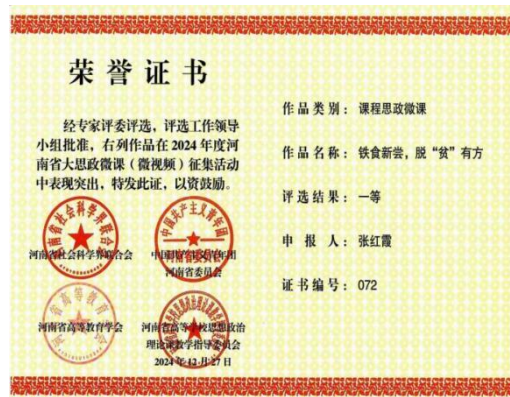 荣誉证书
经专家评委评选，评选工作领导
小组批准，右列作品在2024年度河
南省大思政微课（微视频）征集活动
中表现突出，特发此证，以资鼓励。
河南省社会科学界联合会
中国共产主义青年团
河南省委员会
河南省高等教育学会
河南省高等学校思想政治
理论课教学指导委员会
2024年12月27日
作品类别：课程思政微课
作品名称：铁食新尝，脱“贫”有方
评选结果：一等
申报人：张红霞
证书编号：072